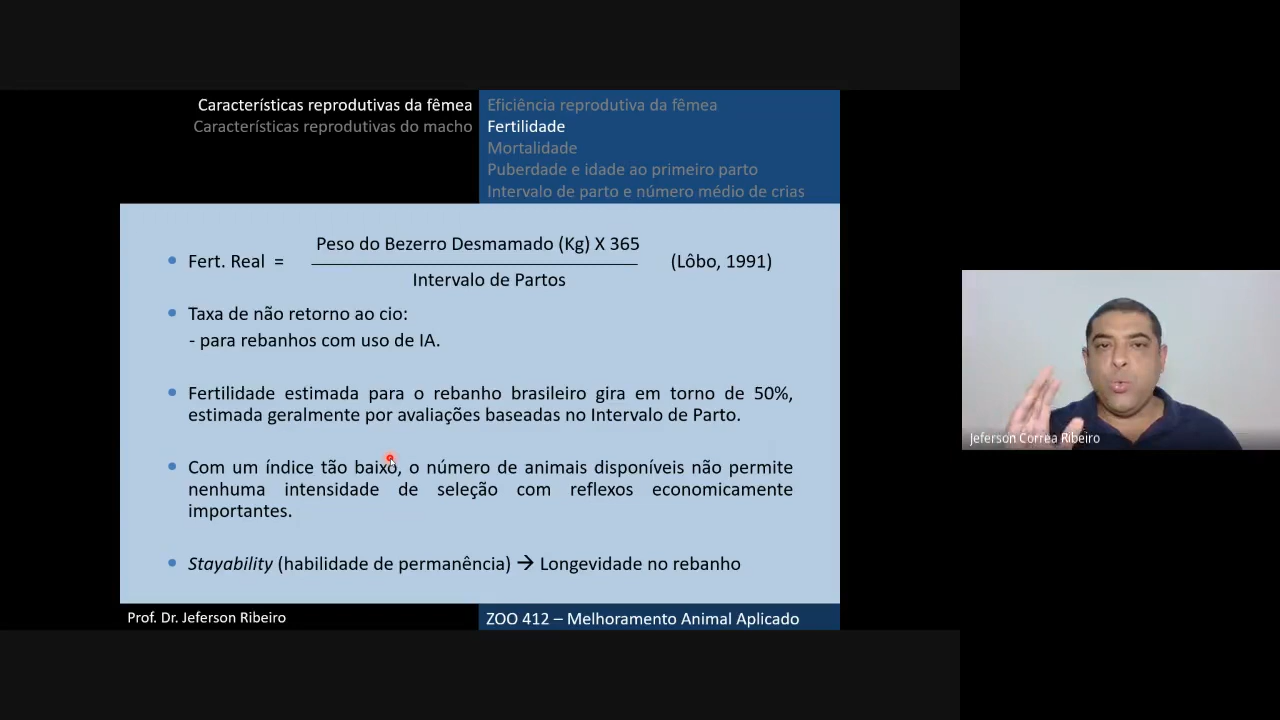 Características reprodutivas da fêmea
Características reprodutivas do macho
Eficiência reprodutiva da fêmea
Fertilidade
Mortalidade
Puberdade e idade ao primeiro parto
Intervalo de parto e número médio de crias
Peso do Bezerro Desmamado (Kg) X 365
Fert. Real = (Lôbo, 1991)
Intervalo de Partos
Taxa de não retorno ao cio:
- para rebanhos com uso de IA.
Fertilidade estimada para o rebanho brasileiro gira em torno de 50%,
estimada geralmente por avaliações baseadas no Intervalo de Parto.
Com um índice tão baixo, o número de animais disponíveis não permite
nenhuma intensidade de seleção com reflexos economicamente
importantes.
Stayability (habilidade de permanência) → Longevidade no rebanho
Prof. Dr. Jeferson Ribeiro
ZOO 412 – Melhoramento Animal Aplicado
Jeferson Correa Ribeiro